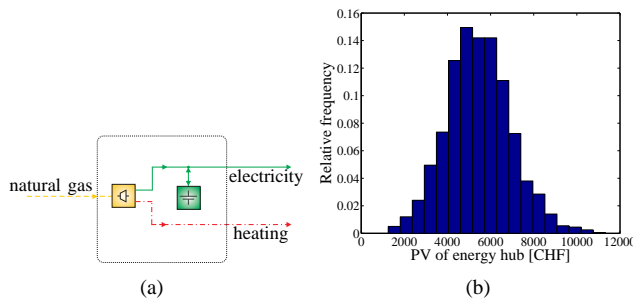 natural gas
electricity
heating
(a)
0.16
0.14
0.12
0.1
0.08
0.06
0.04
0.02
0
Relative frequency
0 2000 4000 6000 8000 10000 12000
PV of energy hub [CHF]
(b)